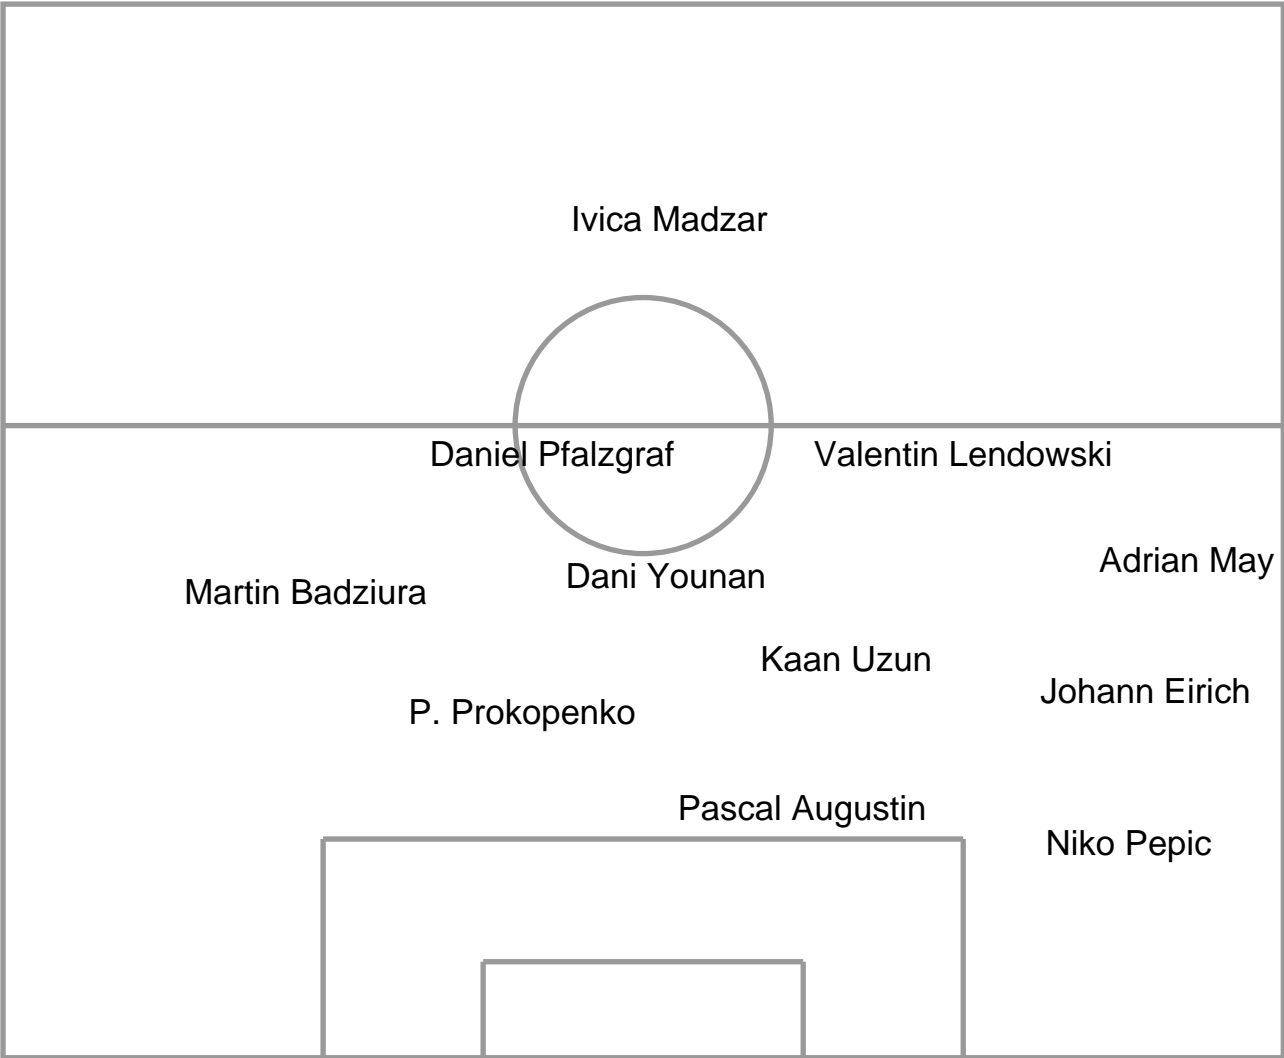 Ivica Madzar
Daniel Pfalzgraf
Valentin Lendowski
Adrian May
Dani Younan
Martin Badziura
Kaan Uzun
Johann Eirich
P. Prokopenko
Pascal Augustin
Niko Pepic